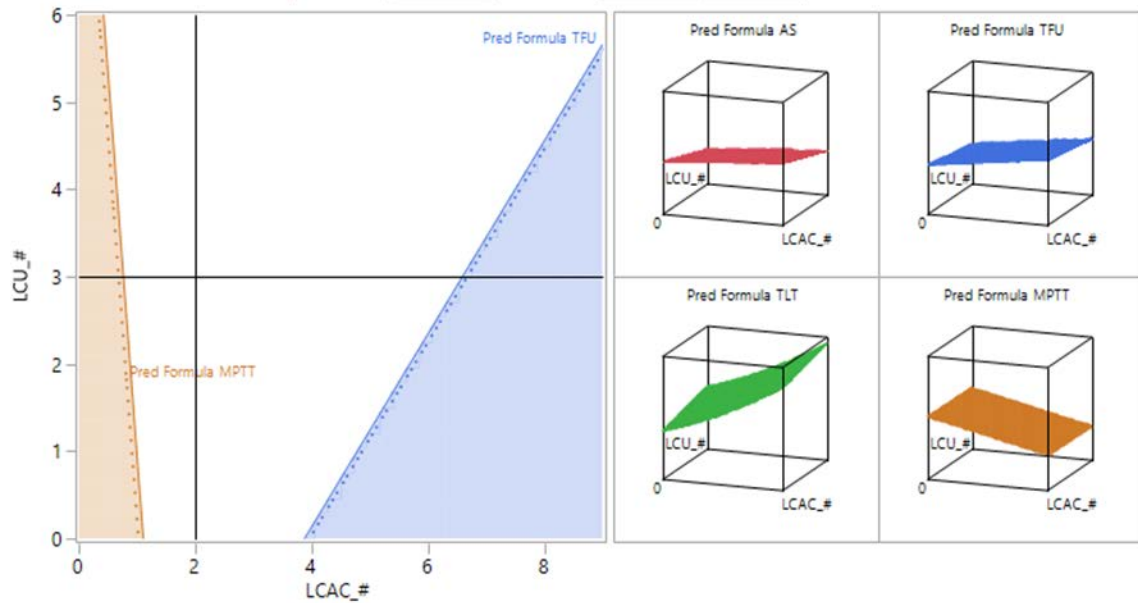 6
5
4
3
2
1
0
LCU_#
0
2
4
6
8
LCAC_#
Pred Formula TFU
Pred Formula MPTT
Pred Formula AS
LCU_#
0
LCAC_#
Pred Formula TFU
LCU_#
0
LCAC_#
Pred Formula TLT
LCU_#
0
LCAC_#
Pred Formula MPTT
LCU_#
0
LCAC_#